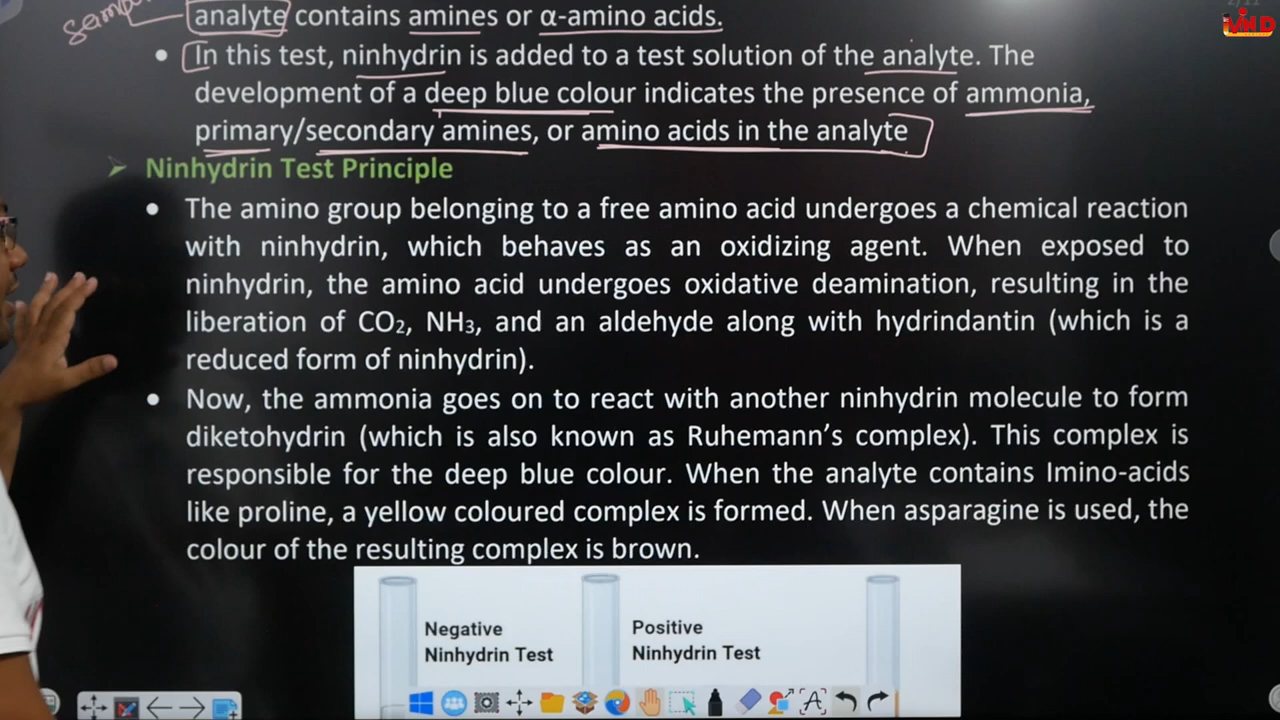 analyte contains amines or α-amino acids.
• In this test, ninhydrin is added to a test solution of the analyte. The
development of a deep blue colour indicates the presence of ammonia,
primary/secondary amines, or amino acids in the analyte
➢ Ninhydrin Test Principle
• The amino group belonging to a free amino acid undergoes a chemical reaction
with ninhydrin, which behaves as an oxidizing agent. When exposed to
ninhydrin, the amino acid undergoes oxidative deamination, resulting in the
liberation of CO₂, NH₃, and an aldehyde along with hydrindantin (which is a
reduced form of ninhydrin).
• Now, the ammonia goes on to react with another ninhydrin molecule to form
diketohydrin (which is also known as Ruhemann’s complex). This complex is
responsible for the deep blue colour. When the analyte contains Imino-acids
like proline, a yellow coloured complex is formed. When asparagine is used, the
colour of the resulting complex is brown.
Negative
Ninhydrin Test
Positive
Ninhydrin Test